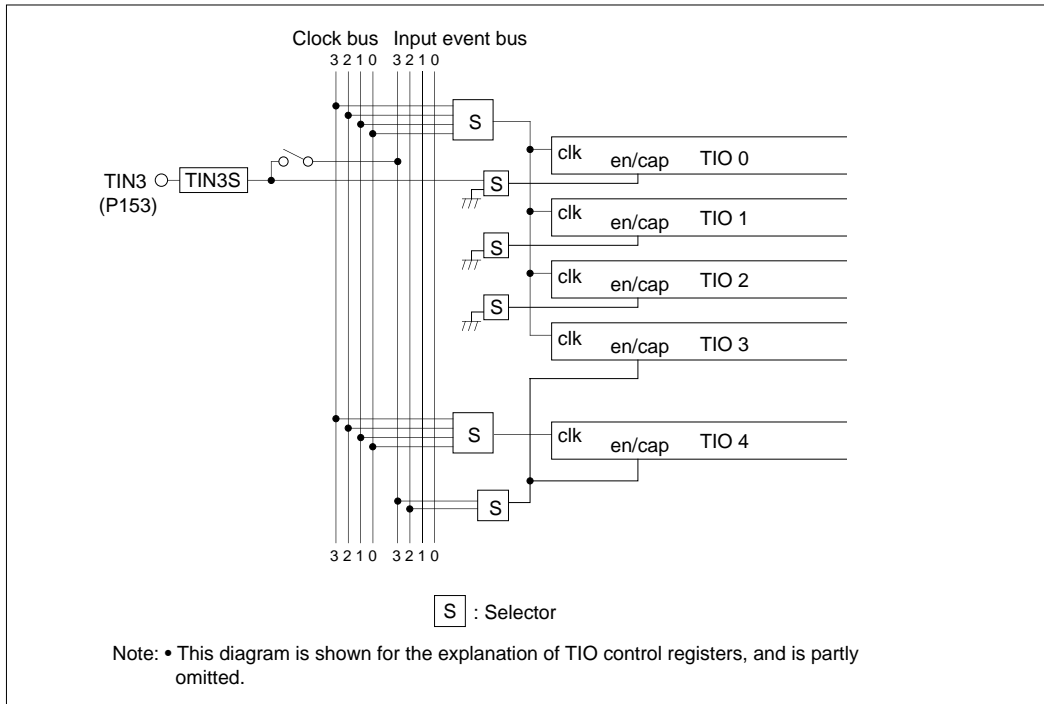 Clock bus Input event bus
3 2 1 0 3 2 1 0
S
clk en/cap TIO 0
TIN3 TIN3S
(P153)
S
clk en/cap TIO 1
S
clk en/cap TIO 2
S
clk en/cap TIO 3
S
clk en/cap TIO 4
S
3 2 1 0 3 2 1 0
S : Selector
Note: • This diagram is shown for the explanation of TIO control registers, and is partly
omitted.